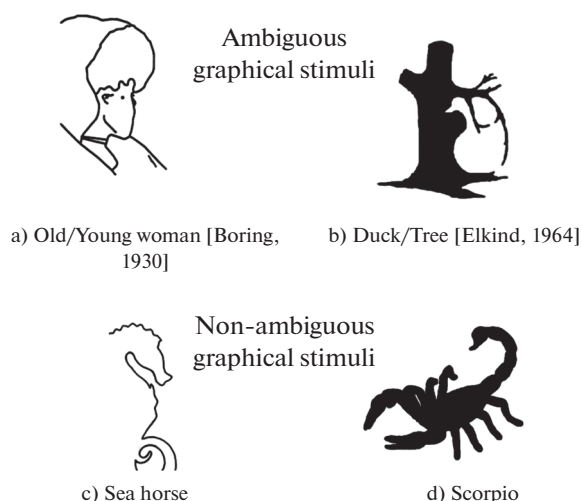 Ambiguous
graphical stimuli
a) Old/Young woman [Boring,
1930]
b) Duck/Tree [Elkind, 1964]
Non-ambiguous
graphical stimuli
c) Sea horse
d) Scorpio